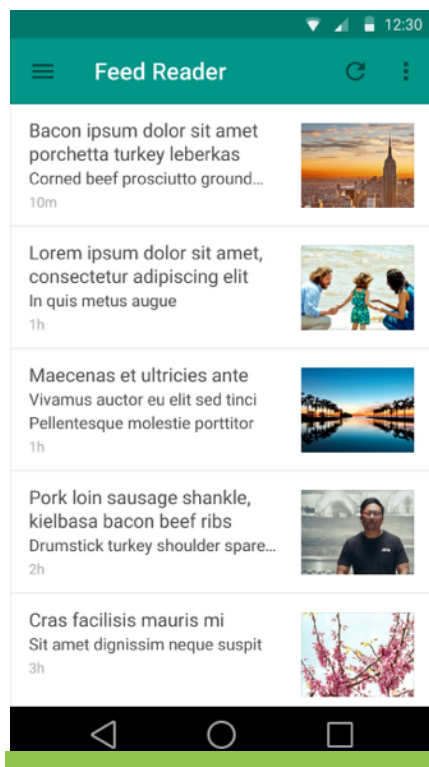 12:30
Feed Reader
Bacon ipsum dolor sit amet
porchetta turkey leberkas
Corned beef prosciutto ground...
10m
Lorem ipsum dolor sit amet,
consectetur adipiscing elit
In quis metus augue
1h
Maecenas et ultricies ante
Vivamus auctor eu elit sed tinci
Pellentesque molestie porttitor
1h
Pork loin sausage shankle,
kielbasa bacon beef ribs
Drumstick turkey shoulder spare...
2h
Cras facilisis mauris mi
Sit amet dignissim neque suspit
3h